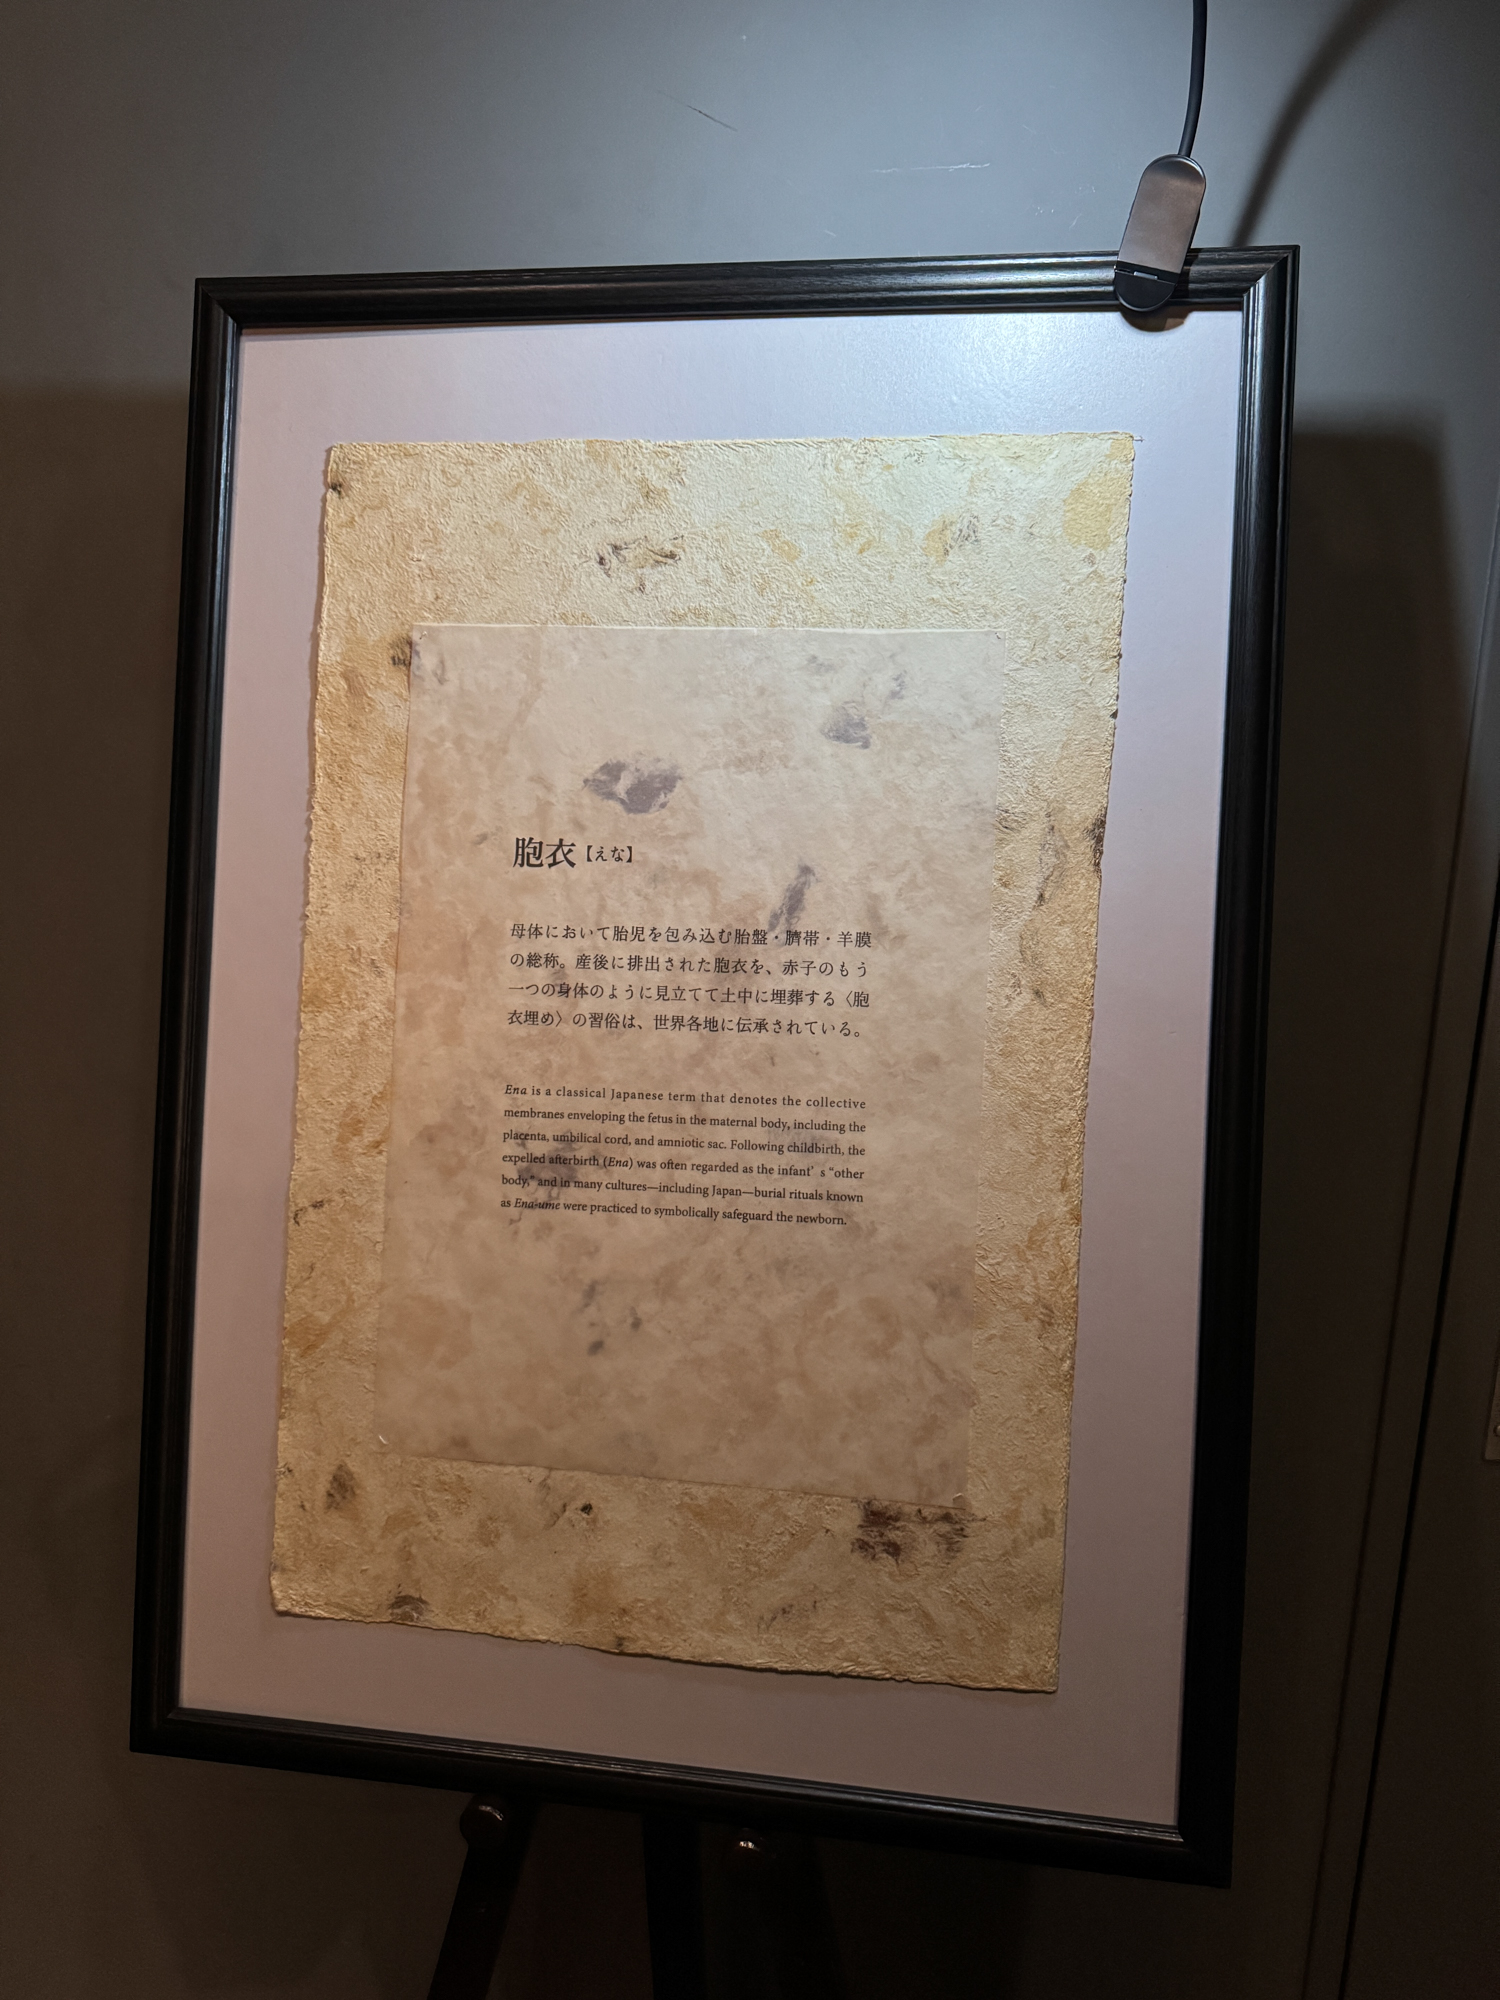 胞衣【えな】
母体において胎児を包み込む胎盤・臍帯・羊膜
の総称。産後に排出された胞衣を、赤子のもう
一つの身体のように見立てて土中に埋葬する〈胞
衣埋め〉の習俗は、世界各地に伝承されている。
Ena is a classical Japanese term that denotes the collective
membranes enveloping the fetus in the maternal body, including the
placenta, umbilical cord, and amniotic sac. Following childbirth, the
expelled afterbirth (Ena) was often regarded as the infant’ s “other
body,” and in many cultures—including Japan—burial rituals known
as Ena-ume were practiced to symbolically safeguard the newborn.